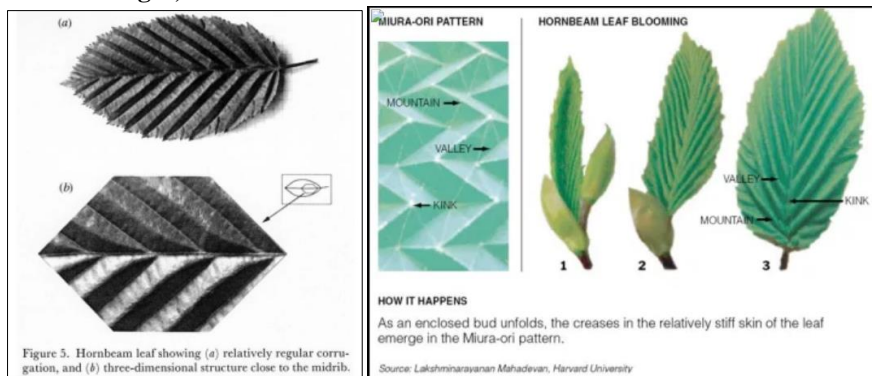 (a)
(b)
Figure 5. Hornbeam leaf showing (a) relatively regular corru-
gation, and (b) three-dimensional structure close to the midrib.
MIURA-ORI PATTERN
MOUNTAIN
VALLEY
KINK
HORNBEAM LEAF BLOOMING
VALLEY
KINK
MOUNTAIN
1
2
3
HOW IT HAPPENS
As an enclosed bud unfolds, the creases in the relatively stiff skin of the leaf
emerge in the Miura-ori pattern.
Source: Lakshminarayanan Mahadevan, Harvard University